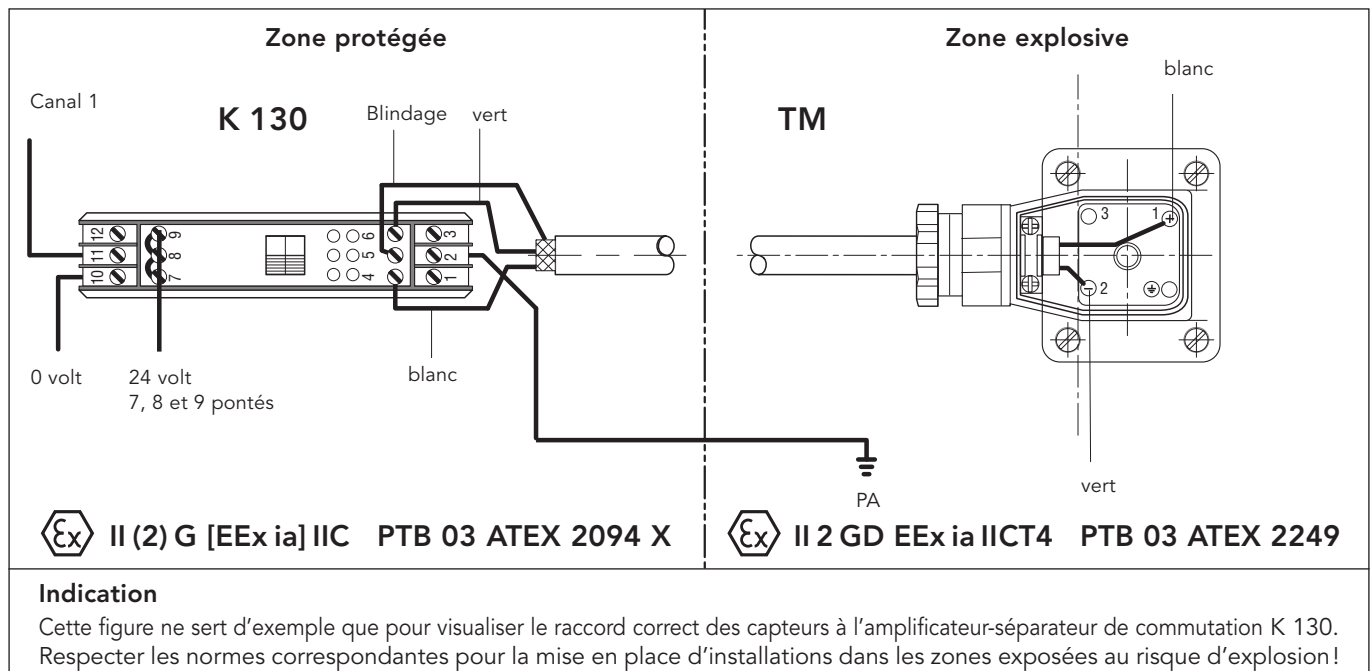 Zone protégée
Zone explosive
Canal 1
K 130
Blindage
vert
TM
blanc
12
11
10
9
8
7
6
5
4
3
2
1
3
1
+
-
2
0 volt
24 volt
7, 8 et 9 pontés
blanc
PA
vert
Ex II (2) G [EEx ia] IIC PTB 03 ATEX 2094 X
Ex II 2 GD EEx ia IICT4 PTB 03 ATEX 2249
Indication
Cette figure ne sert d'exemple que pour visualiser le raccord correct des capteurs à l'amplificateur-séparateur de commutation K 130.
Respecter les normes correspondantes pour la mise en place d'installations dans les zones exposées au risque d'explosion!